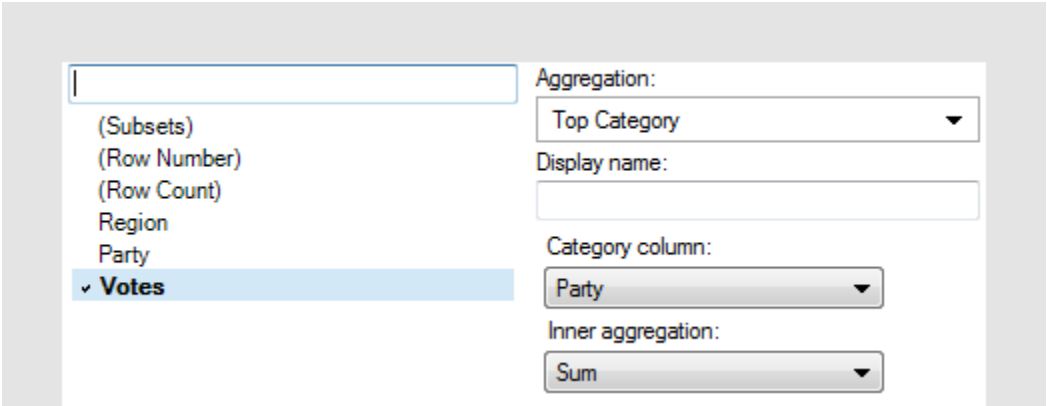 (Subsets)
(Row Number)
(Row Count)
Region
Party
Votes
Aggregation:
Top Category
Display name:
Category column:
Party
Inner aggregation:
Sum